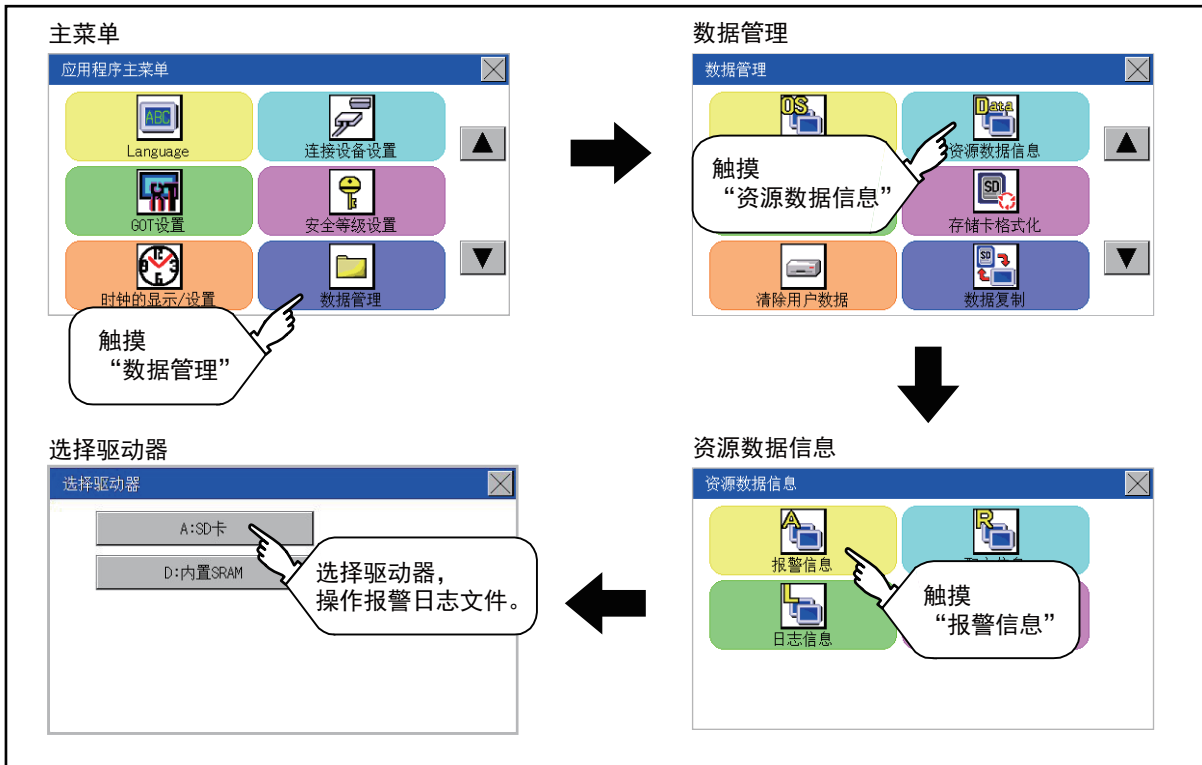 主菜单
应用程序主菜单
ABC
Language
连接设备设置
GOT设置
安全等级设置
时钟的显示/设置
数据管理
触摸
“数据管理”
数据管理
数据管理
OS
Data
资源数据信息
触摸
“资源数据信息”
SD
存储卡格式化
清除用户数据
SD
数据复制
资源数据信息
资源数据信息
A
报警信息
R
L
日志信息
触摸
“报警信息”
选择驱动器
选择驱动器
A:SD卡
D:内置SRAM
选择驱动器，
操作报警日志文件。